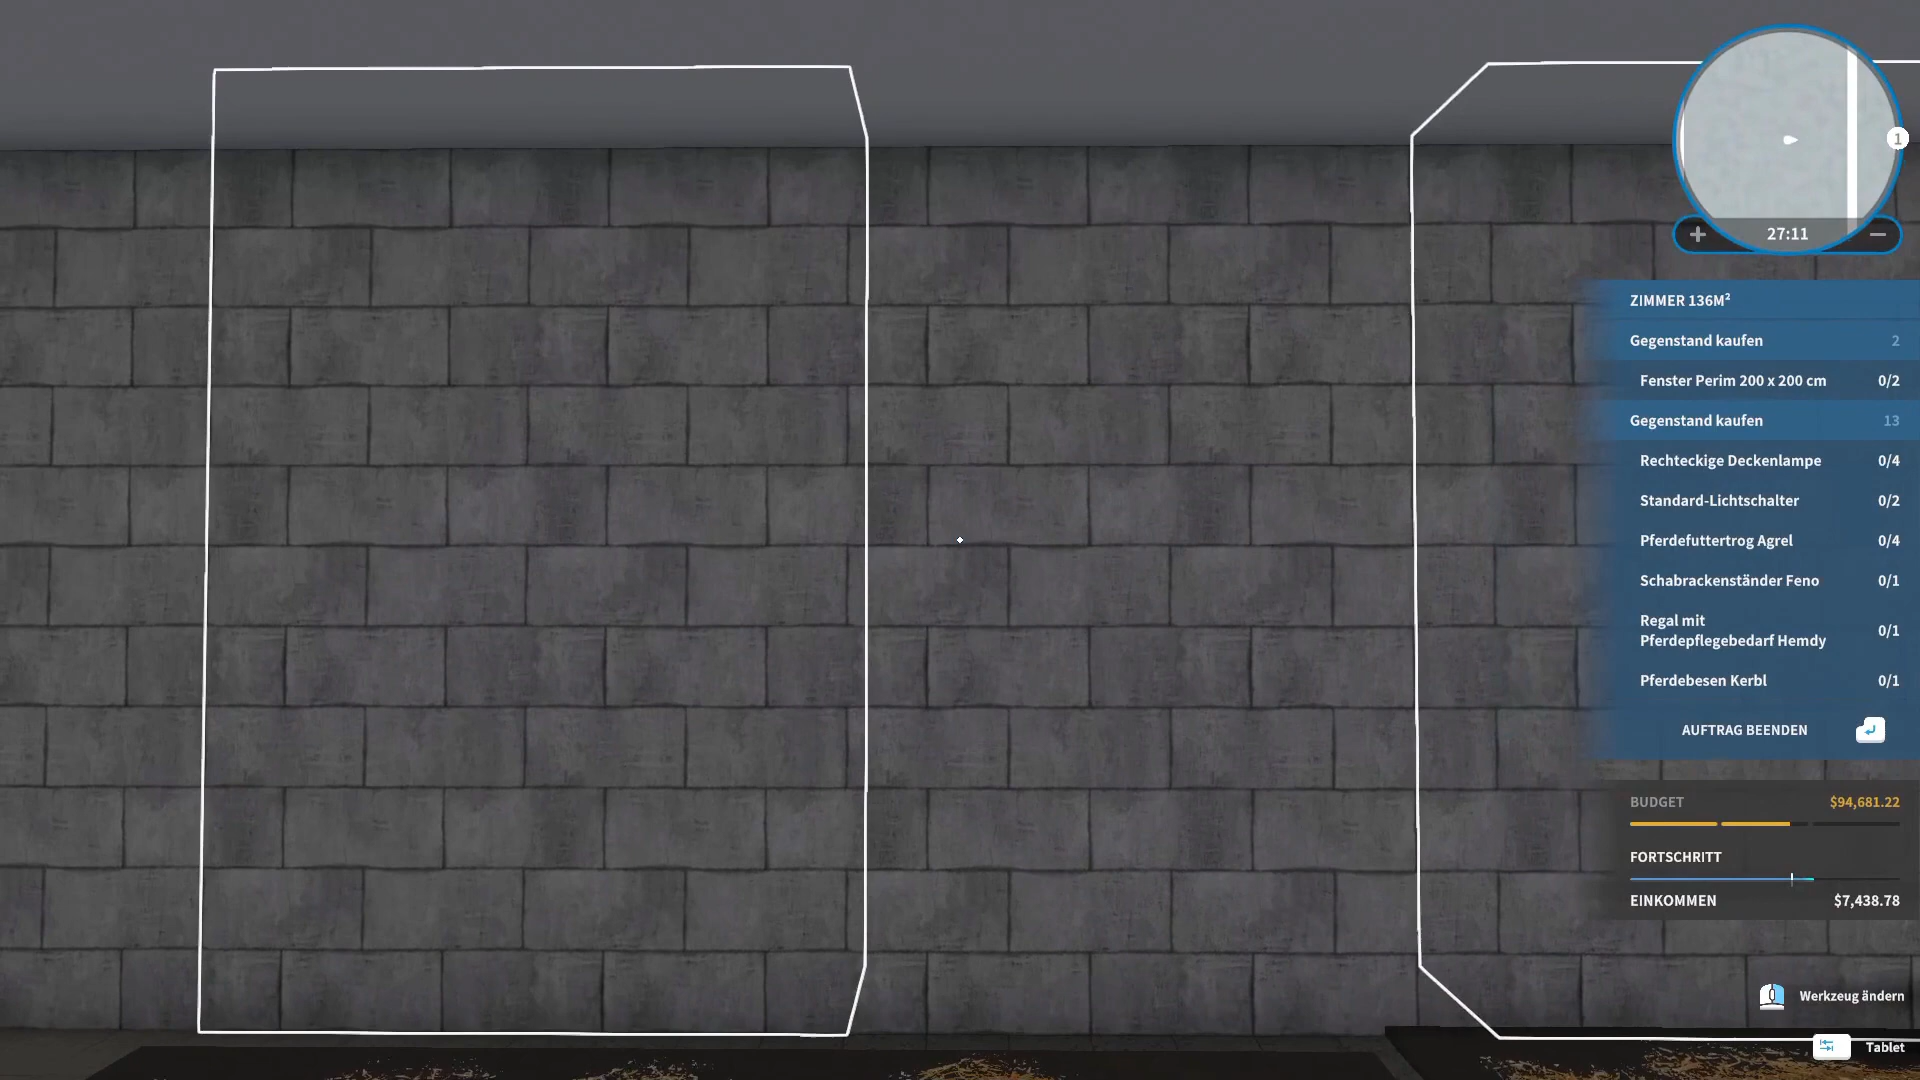 1
27:11
ZIMMER 136M²
Gegenstand kaufen 2
Fenster Perim 200 x 200 cm 0/2
Gegenstand kaufen 13
Rechteckige Deckenlampe 0/4
Standard-Lichtschalter 0/2
Pferdefuttertrog Agrel 0/4
Schabrackenständer Feno 0/1
Regal mit
Pferdepflegebedarf Hemdy 0/1
Pferdebesen Kerbl 0/1
AUFTRAG BEENDEN
BUDGET $94,681.22
FORTSCHRITT
EINKOMMEN $7,438.78
Werkzeug ändern
Tablet